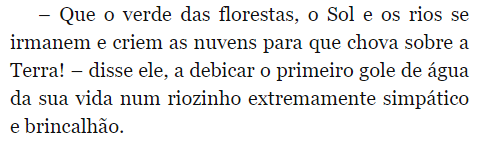 – Que o verde das florestas, o Sol e os rios se
irmanem e criem as nuvens para que chova sobre a
Terra! – disse ele, a debicar o primeiro gole de água
da sua vida num riozinho extremamente simpático
e brincalhão.